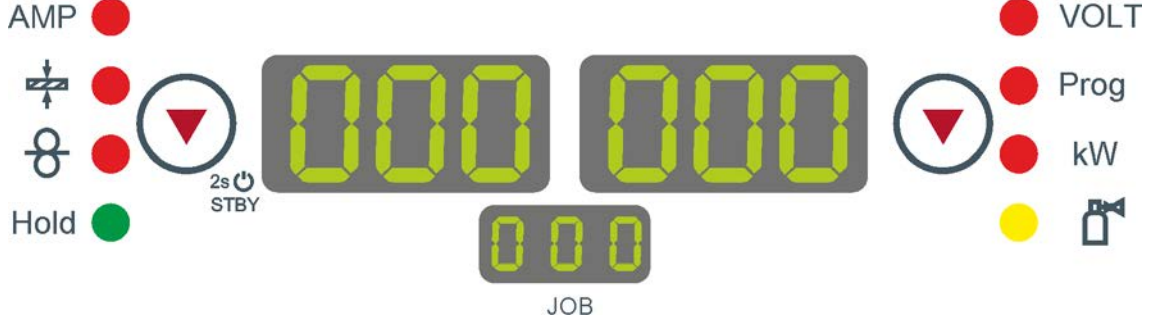 AMP
VOLT
Prog
000 000
kW
2s
STBY
Hold
000
JOB